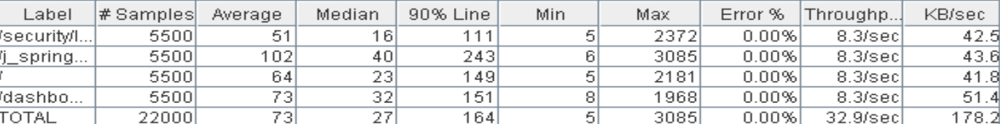 Label # Samples Average Median 90% Line Min Max Error % Throughp... KB/sec
/security/l... 5500 51 16 111 5 2372 0.00% 8.3/sec 42.5
/j_spring... 5500 102 40 243 6 3085 0.00% 8.3/sec 43.6
/ 5500 64 23 149 5 2181 0.00% 8.3/sec 41.8
/dashbo... 5500 73 32 151 8 1968 0.00% 8.3/sec 51.4
TOTAL 22000 73 27 164 5 3085 0.00% 32.9/sec 178.2